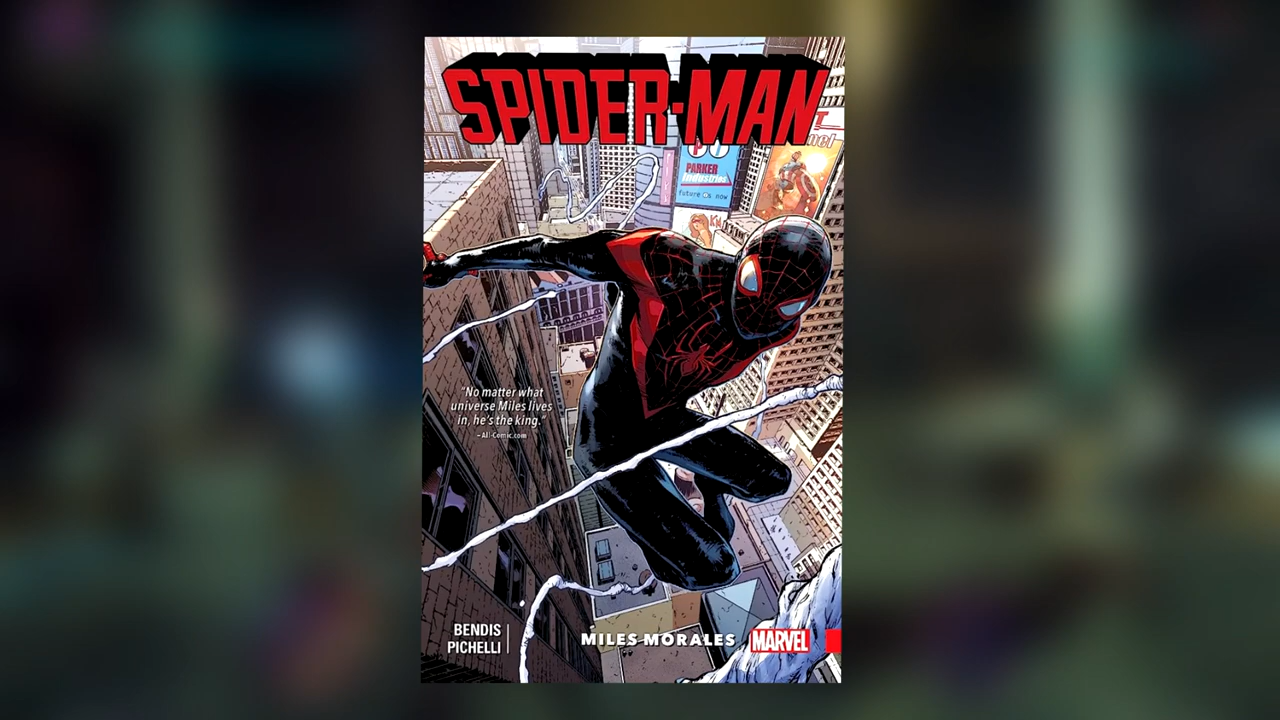 SPIDER-MAN
PARKER
Industries
future is now
"No matter what
universe Miles lives
in, he's the king."
– All-Comic.com
BENDIS
PICHELLI
MILES MORALES
MARVEL